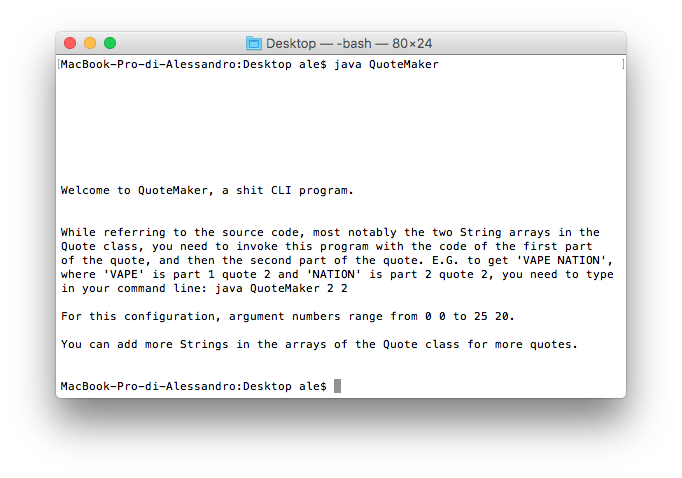 Desktop — -bash — 80×24
[MacBook-Pro-di-Alessandro:Desktop ale$ java QuoteMaker ]
Welcome to QuoteMaker, a shit CLI program.
While referring to the source code, most notably the two String arrays in the
Quote class, you need to invoke this program with the code of the first part
of the quote, and then the second part of the quote. E.G. to get 'VAPE NATION',
where 'VAPE' is part 1 quote 2 and 'NATION' is part 2 quote 2, you need to type
in your command line: java QuoteMaker 2 2
For this configuration, argument numbers range from 0 0 to 25 20.
You can add more Strings in the arrays of the Quote class for more quotes.
MacBook-Pro-di-Alessandro:Desktop ale$